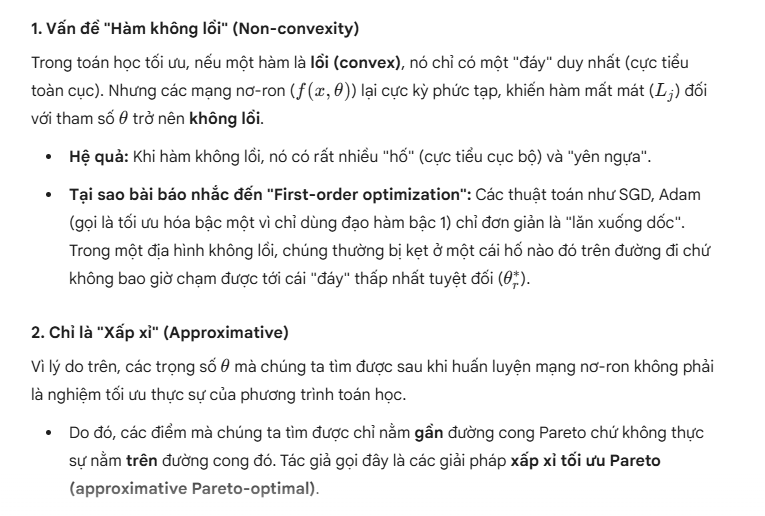 1. Vấn đề "Hàm không lồi" (Non-convexity)
Trong toán học tối ưu, nếu một hàm là lồi (convex), nó chỉ có một "đáy" duy nhất (cực tiểu
toàn cục). Nhưng các mạng nơ-ron (f(x, θ)) lại cực kỳ phức tạp, khiến hàm mất mát (L_j) đối
với tham số θ trở nên không lồi.
• Hệ quả: Khi hàm không lồi, nó có rất nhiều "hố" (cực tiểu cục bộ) và "yên ngựa".
• Tại sao bài báo nhắc đến "First-order optimization": Các thuật toán như SGD, Adam
(gọi là tối ưu hóa bậc một vì chỉ dùng đạo hàm bậc 1) chỉ đơn giản là "lăn xuống dốc".
Trong một địa hình không lồi, chúng thường bị kẹt ở một cái hố nào đó trên đường đi chứ
không bao giờ chạm được tới cái "đáy" thấp nhất tuyệt đối (θ_r^*).
2. Chỉ là "Xấp xỉ" (Approximative)
Vì lý do trên, các trọng số θ mà chúng ta tìm được sau khi huấn luyện mạng nơ-ron không phải
là nghiệm tối ưu thực sự của phương trình toán học.
• Do đó, các điểm mà chúng ta tìm được chỉ nằm gần đường cong Pareto chứ không thực
sự nằm trên đường cong đó. Tác giả gọi đây là các giải pháp xấp xỉ tối ưu Pareto
(approximative Pareto-optimal).